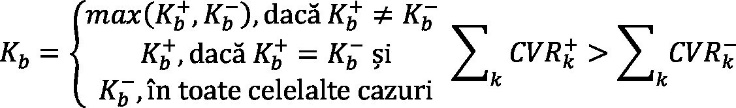 max(K_b^+, K_b^-), dacă K_b^+ ≠ K_b^-
K_b = { K_b^+, dacă K_b^+ = K_b^- și ∑_k CVR_k^+ > ∑_k CVR_k^-
K_b^-, în toate celelalte cazuri